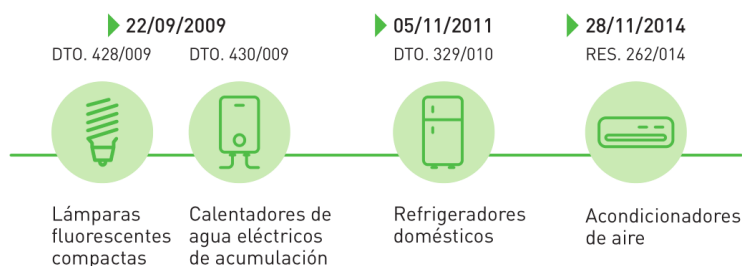 22/09/2009
DTO. 428/009
DTO. 430/009
05/11/2011
DTO. 329/010
28/11/2014
RES. 262/014
Lámparas
fluorescentes
compactas
Calentadores de
agua eléctricos
de acumulación
Refrigeradores
domésticos
Acondicionadores
de aire